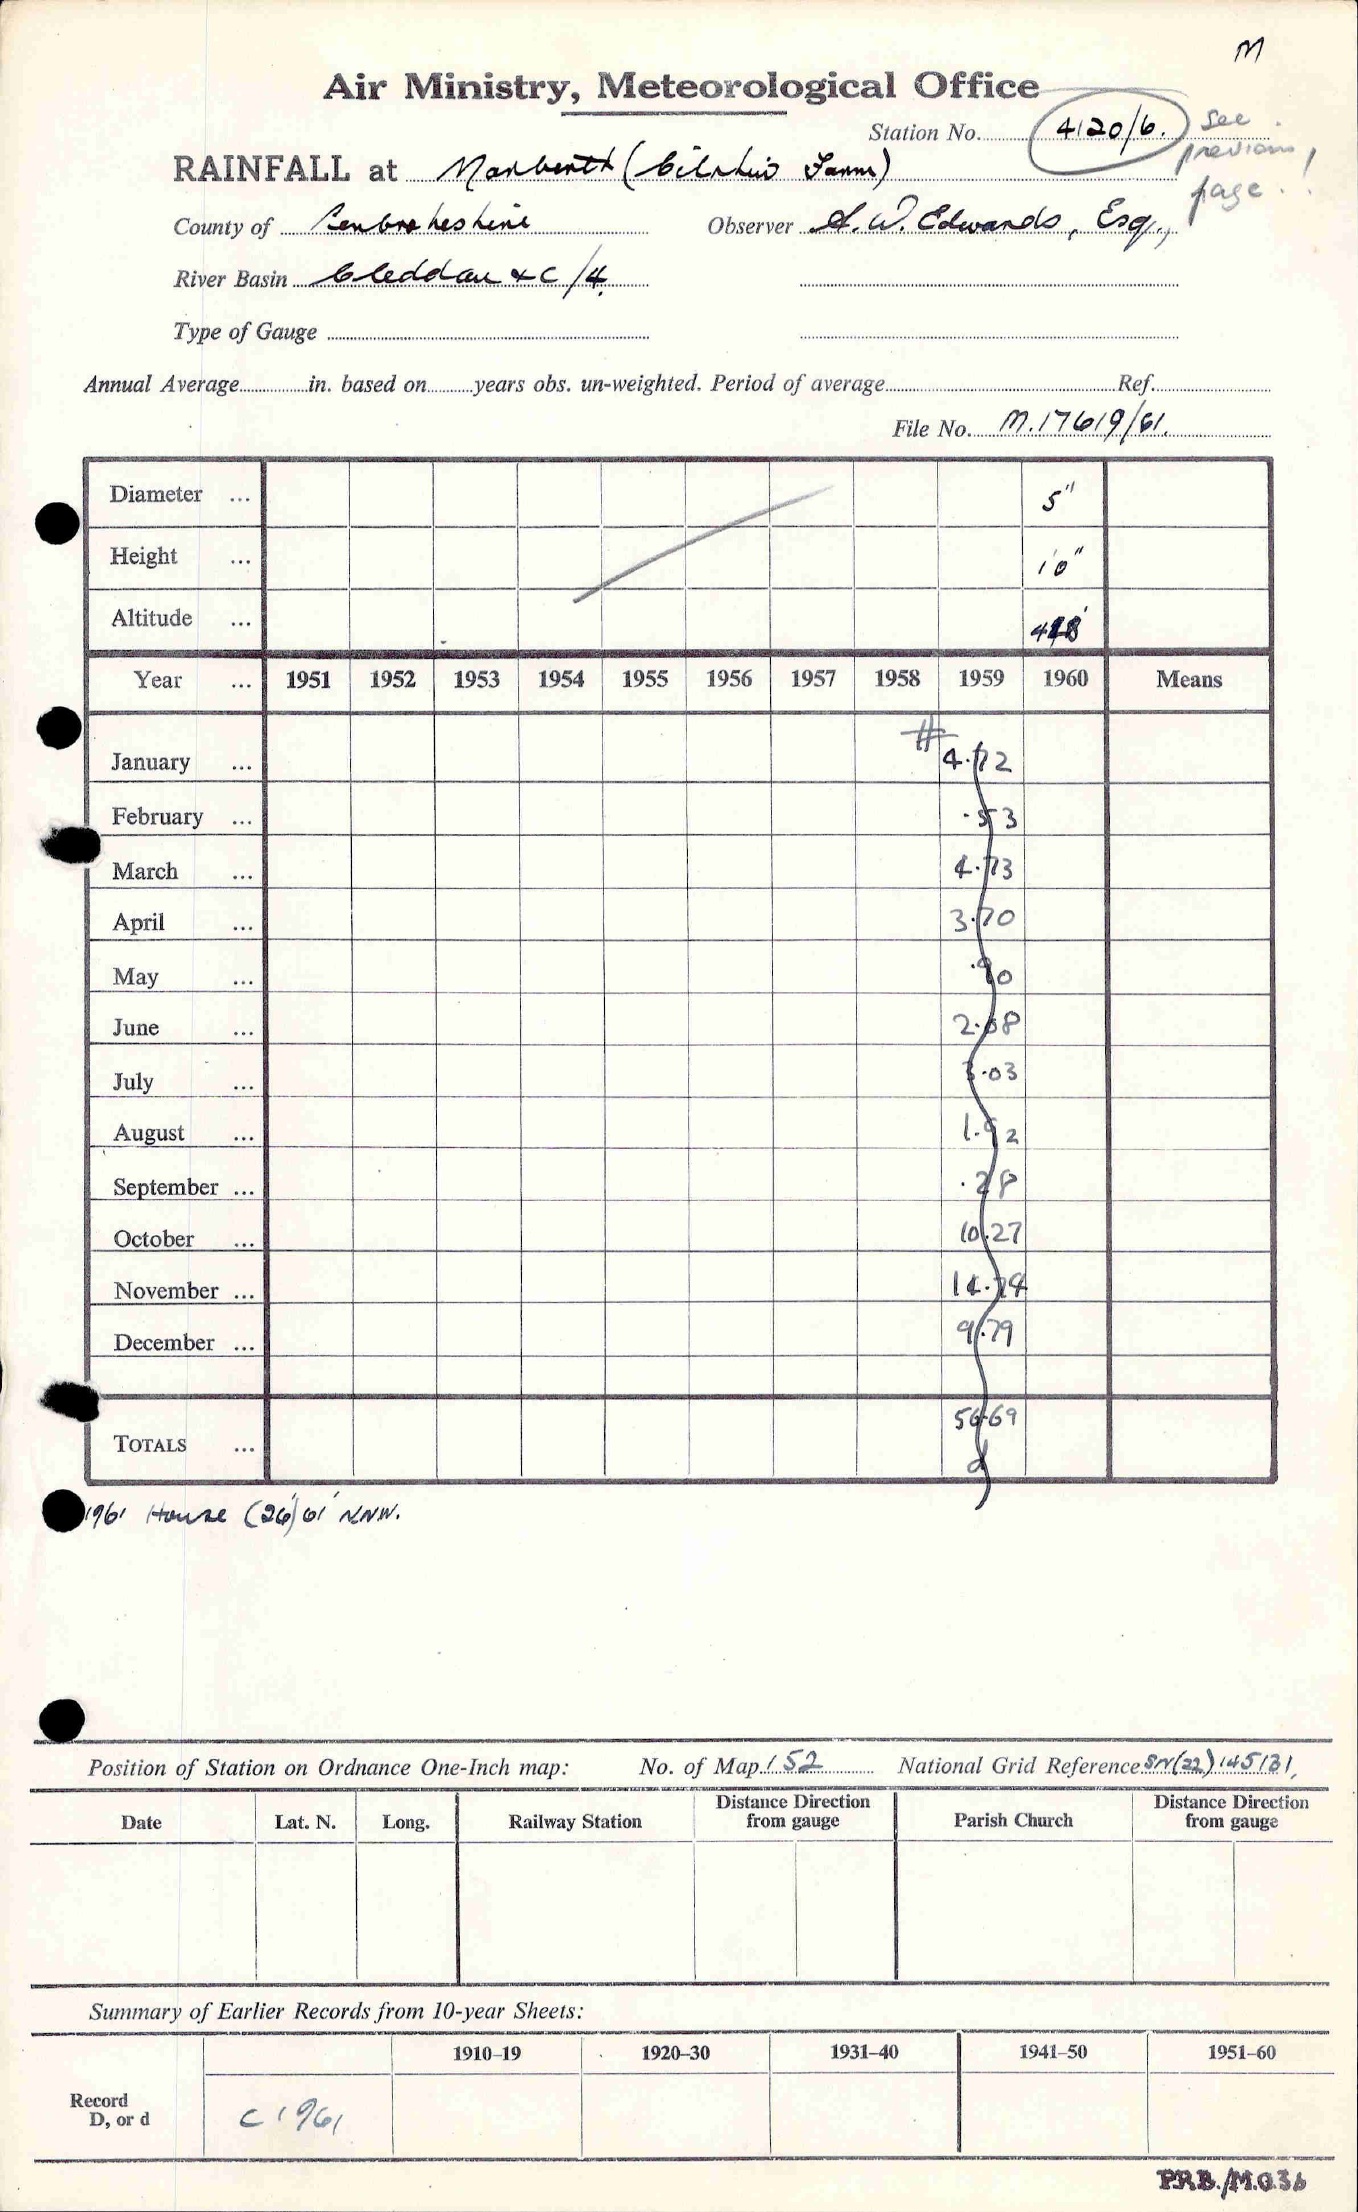 M
Air Ministry, Meteorological Office
Station No. 4120/6. see previous page.!
RAINFALL at Narberth (Cilrhiw Farm)
County of Pembrokeshire Observer A. W. Edwards, Esq.,
River Basin Cleddau &c /4.
Type of Gauge
Annual Average in. based on years obs. un-weighted. Period of average Ref.
File No. M.17619/61.
Diameter ... 5"
Height ... 10"
Altitude ...
Year ... 1951 1952 1953 1954 1955 1956 1957 1958 1959 1960 Means
January ... # 4.72
February ... .53
March ... 4.73
April ... 3.70
May ... .90
June ... 2.08
July ... 3.03
August ... 1.92
September ... .28
October ... 10.27
November ... 14.74
December ... 9.79
TOTALS ... 56.69
d
1961 House (26') 61' NNW.
Position of Station on Ordnance One-Inch map: No. of Map 152 National Grid Reference SN(22)145131,
Date Lat. N. Long. Railway Station Distance Direction from gauge Parish Church Distance Direction from gauge
Summary of Earlier Records from 10-year Sheets:
1910–19 1920–30 1931–40 1941–50 1951–60
Record
D, or d C 1961
P.R.B./M.O.36